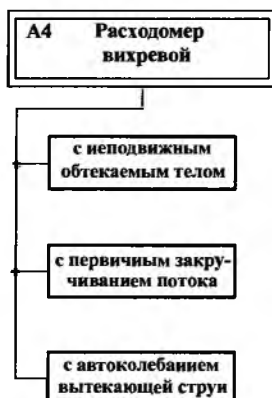 А4 Расходомер
вихревой
с неподвижным
обтекаемым телом
с первичным закру-
чиванием потока
с автоколебанием
вытекающей струи